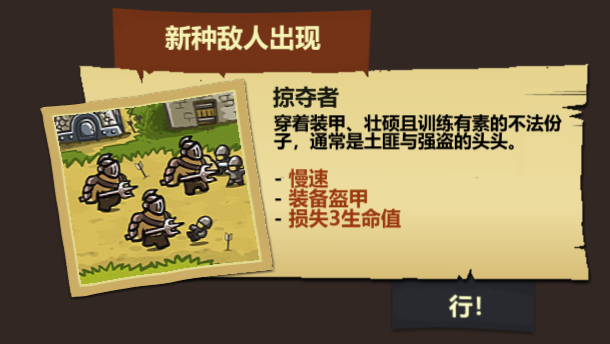 新种敌人出现
掠夺者
穿着装甲、壮硕且训练有素的不法份
子，通常是土匪与强盗的头头。
- 慢速
- 装备盔甲
- 损失3生命值
行！